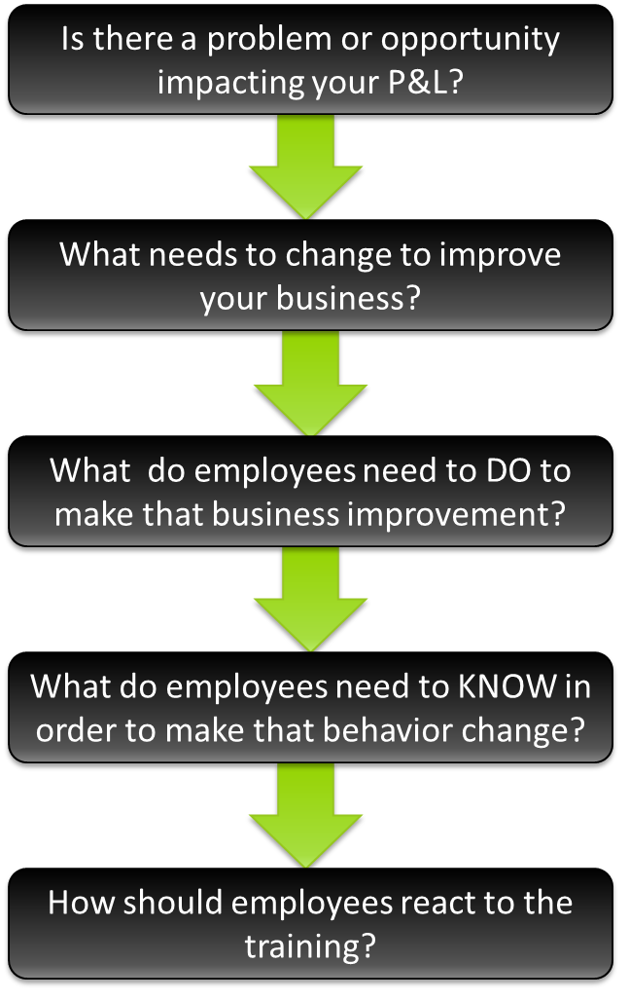 Is there a problem or opportunity
impacting your P&L?
What needs to change to improve
your business?
What  do employees need to DO to
make that business improvement?
What do employees need to KNOW in
order to make that behavior change?
How should employees react to the
training?